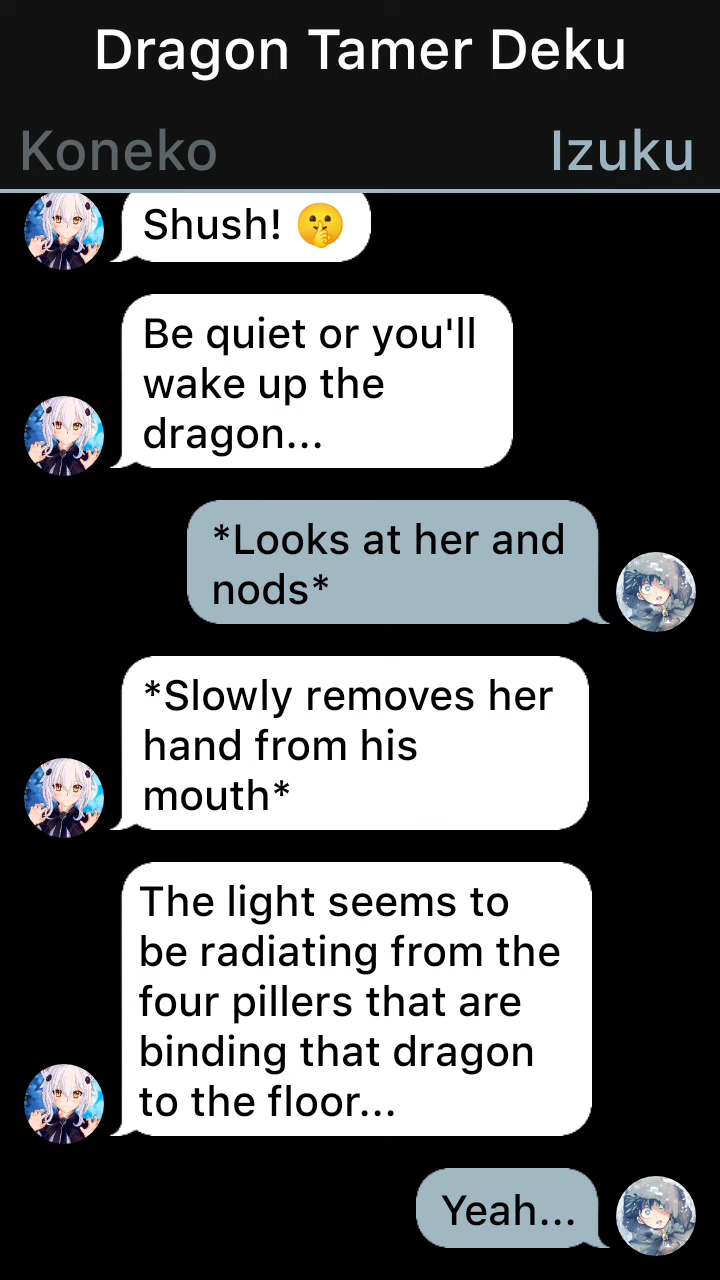 Dragon Tamer Deku
Koneko
Izuku
Shush! 🤫
Be quiet or you'll
wake up the
dragon...
*Looks at her and
nods*
*Slowly removes her
hand from his
mouth*
The light seems to
be radiating from the
four pillers that are
binding that dragon
to the floor...
Yeah...